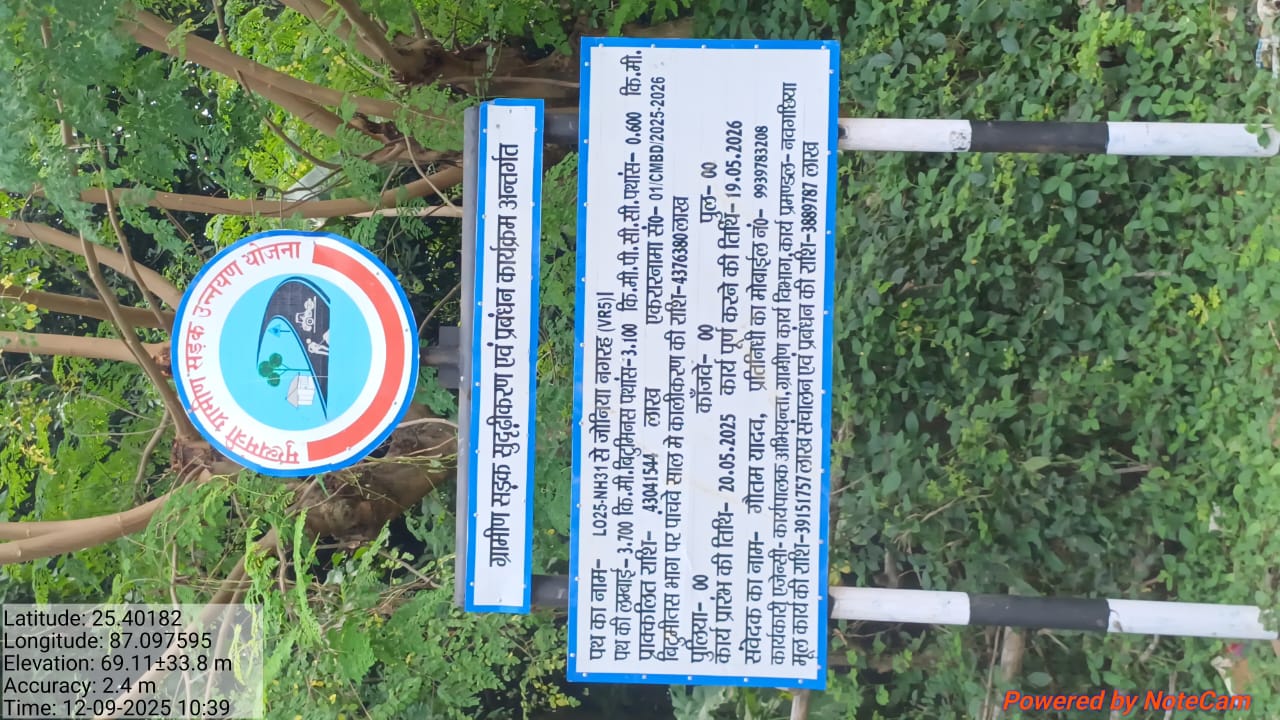 मुख्यमंत्री ग्रामीण सड़क उन्नयण योजना
ग्रामीण सड़क सुदृढ़ीकरण एवं प्रबंधन कार्यक्रम अन्तर्गत
पथ का नाम- LO25-NH31 से जोनिया नगरह (VR5)।
पथ की लम्बाई- 3.700 कि.मी.बिटुमिनस पथांस-3.100 कि.मी.पी.सी.सी.पथांस- 0.600 कि.मी.
प्राक्कलित राशि- 43041544 लाख एकरारनामा सं0- 01/CMBD/2025-2026
बिटुमीनस भाग पर पांचवे साल मे कालीकरण की राशि-4376380लाख
पुलिया- 00 कॉजवे- 00 पुल- 00
कार्य प्रारंभ की तिथि- 20.05.2025 कार्य पूर्ण करने की तिथि- 19.05.2026
संवेदक का नाम- गौतम यादव, प्रतिनिधी का मोबाईल नं0- 9939783208
कार्यकारी एजेन्सी- कार्यपालक अभियन्ता,ग्रामीण कार्य विभाग,कार्य प्रमण्डल- नवगछिया
मूल कार्य की राशि-39151757लाख संचालन एवं प्रबंधन की राशि-3889787 लाख
Latitude: 25.40182
Longitude: 87.097595
Elevation: 69.11±33.8 m
Accuracy: 2.4 m
Time: 12-09-2025 10:39
Powered by NoteCam